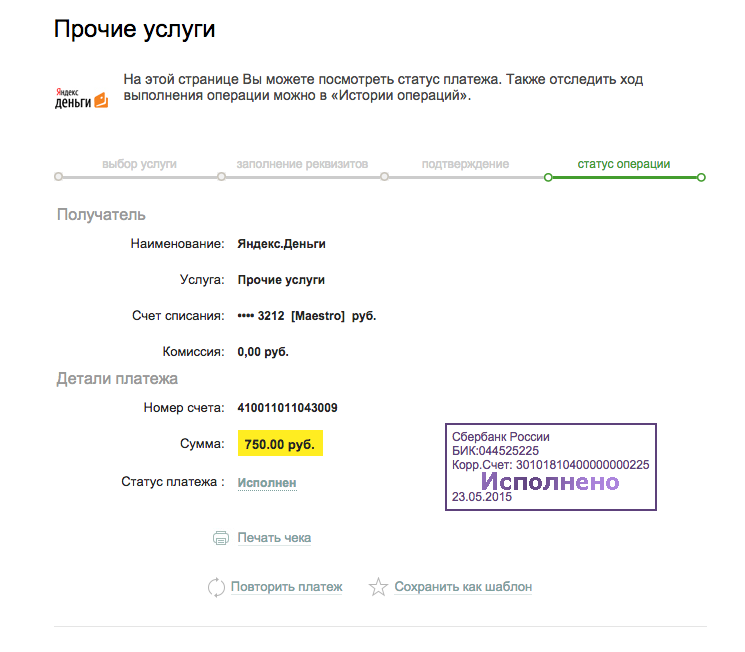 Прочие услуги
Яндекс
деньги
На этой странице Вы можете посмотреть статус платежа. Также отследить ход
выполнения операции можно в «Истории операций».
выбор услуги
заполнение реквизитов
подтверждение
статус операции
Получатель
Наименование: Яндекс.Деньги
Услуга: Прочие услуги
Счет списания: •••• 3212 [Maestro] руб.
Комиссия: 0,00 руб.
Детали платежа
Номер счета: 410011011043009
Сумма: 750.00 руб.
Статус платежа : Исполнен
Сбербанк России
БИК:044525225
Корр.Счет: 30101810400000000225
Исполнено
23.05.2015
Печать чека
Повторить платеж
Сохранить как шаблон